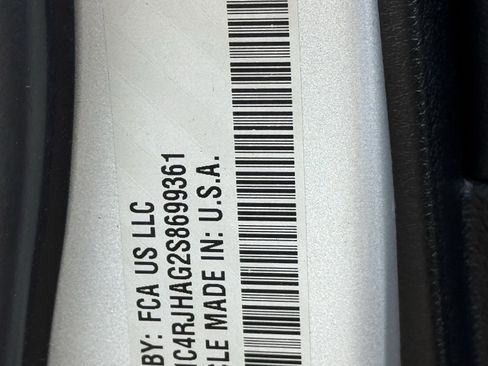 BY: FCA US LLC
1C4RJHAG2S8699361
CLE MADE IN: U.S.A.